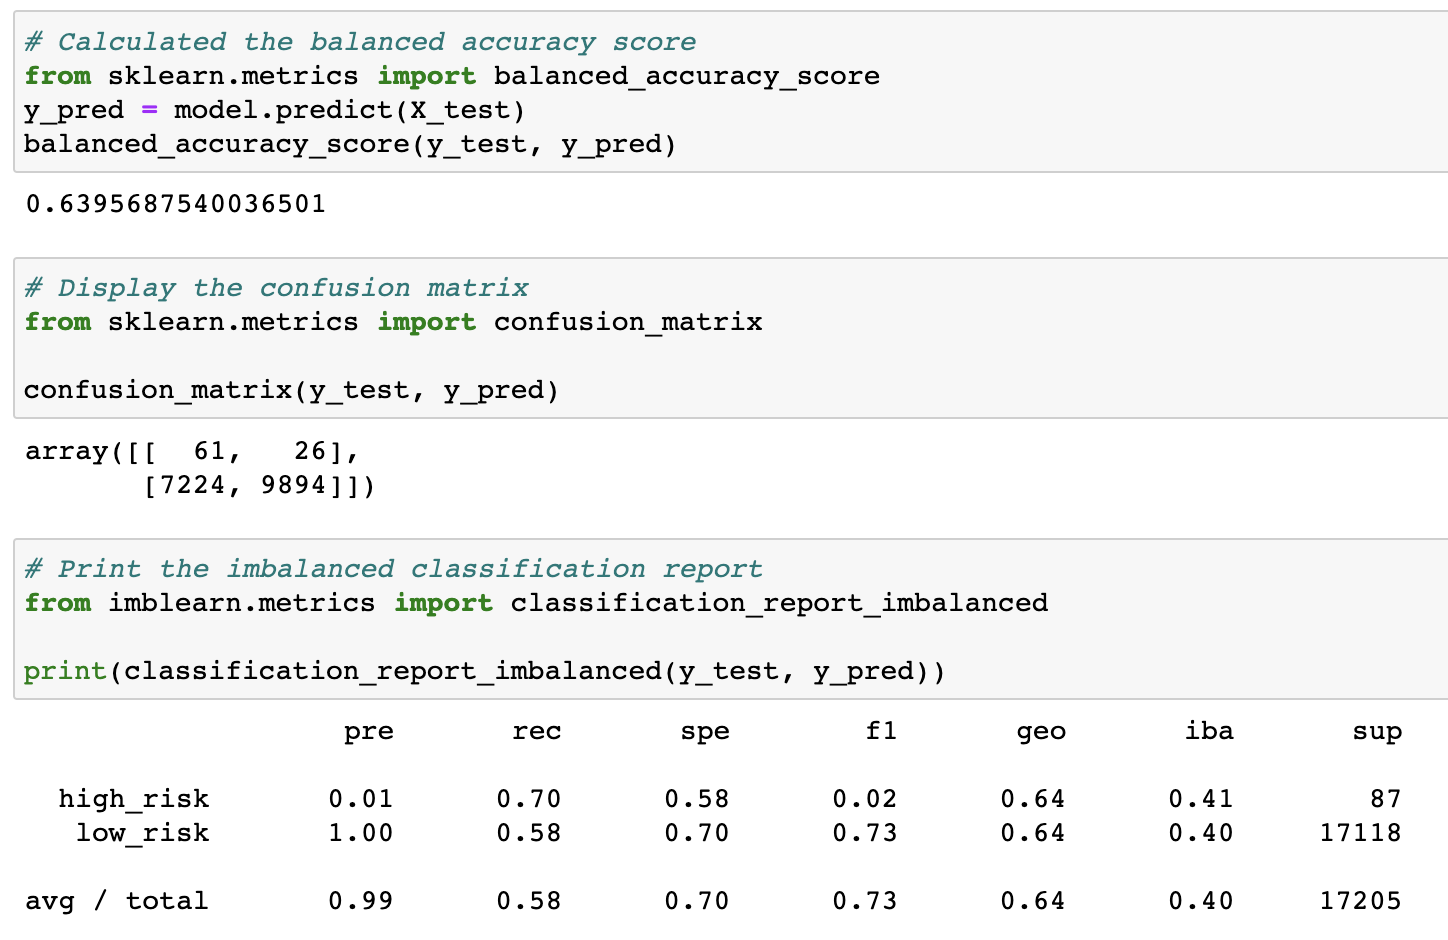 # Calculated the balanced accuracy score
from sklearn.metrics import balanced_accuracy_score
y_pred = model.predict(X_test)
balanced_accuracy_score(y_test, y_pred)
0.6395687540036501
# Display the confusion matrix
from sklearn.metrics import confusion_matrix
confusion_matrix(y_test, y_pred)
array([[  61,   26],
       [7224, 9894]])
# Print the imbalanced classification report
from imblearn.metrics import classification_report_imbalanced
print(classification_report_imbalanced(y_test, y_pred))
                   pre       rec       spe        f1       geo       iba       sup
  high_risk       0.01      0.70      0.58      0.02      0.64      0.41        87
   low_risk       1.00      0.58      0.70      0.73      0.64      0.40     17118
avg / total       0.99      0.58      0.70      0.73      0.64      0.40     17205